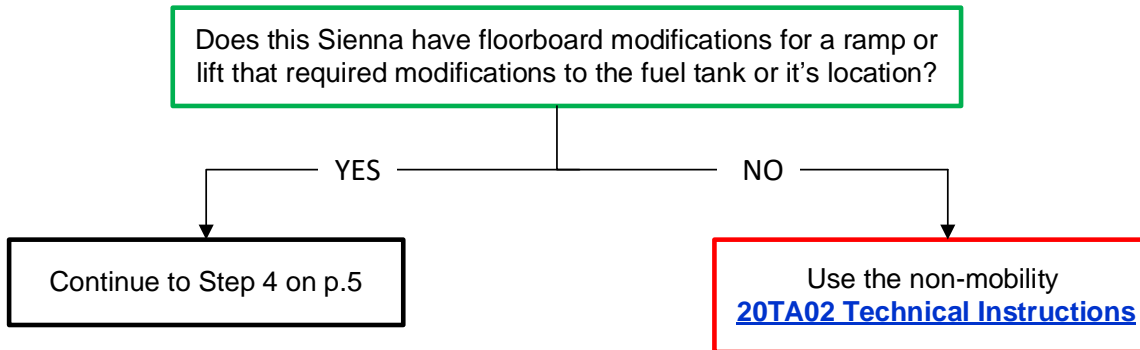 Does this Sienna have floorboard modifications for a ramp or
lift that required modifications to the fuel tank or it's location?
YES
NO
Continue to Step 4 on p.5
Use the non-mobility
20TA02 Technical Instructions